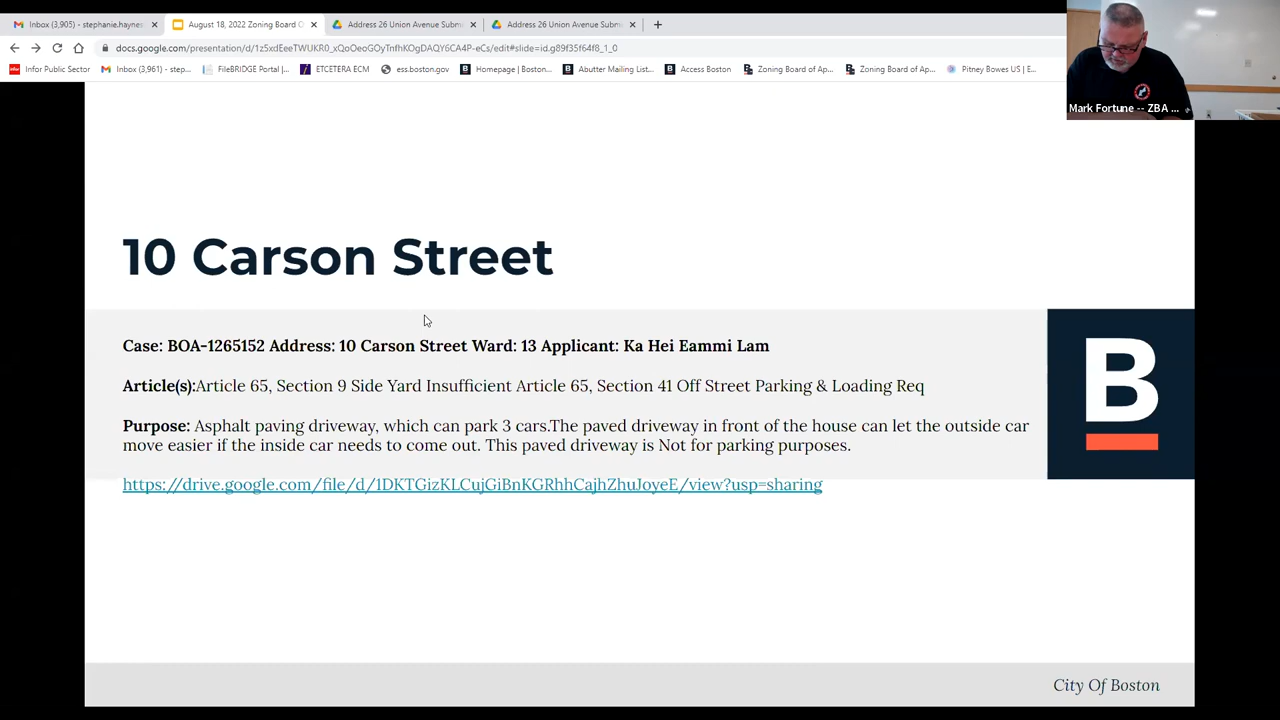 Inbox (3,905) - stephanie.haynes
August 18, 2022 Zoning Board O
Address 26 Union Avenue Submi
Address 26 Union Avenue Submi
docs.google.com/presentation/d/1z5xdEeeTWUKR0_xQoOeoGOyTnfhKOgDAQY6CA4P-eCs/edit#slide=id.g89f35f64f8_1_0
Infor Public Sector
Inbox (3,961) - step...
FileBRIDGE Portal |...
ETCETERA ECM
ess.boston.gov
Homepage | Boston...
Abutter Mailing List...
Access Boston
Zoning Board of Ap...
Zoning Board of Ap...
Pitney Bowes US | E...
Mark Fortune -- ZBA ...
10 Carson Street
Case: BOA-1265152 Address: 10 Carson Street Ward: 13 Applicant: Ka Hei Eammi Lam
Article(s):Article 65, Section 9 Side Yard Insufficient Article 65, Section 41 Off Street Parking & Loading Req
Purpose: Asphalt paving driveway, which can park 3 cars.The paved driveway in front of the house can let the outside car
move easier if the inside car needs to come out. This paved driveway is Not for parking purposes.
https://drive.google.com/file/d/1DKTGizKLCujGiBnKGRhhCajhZhuJoyeE/view?usp=sharing
B
City Of Boston